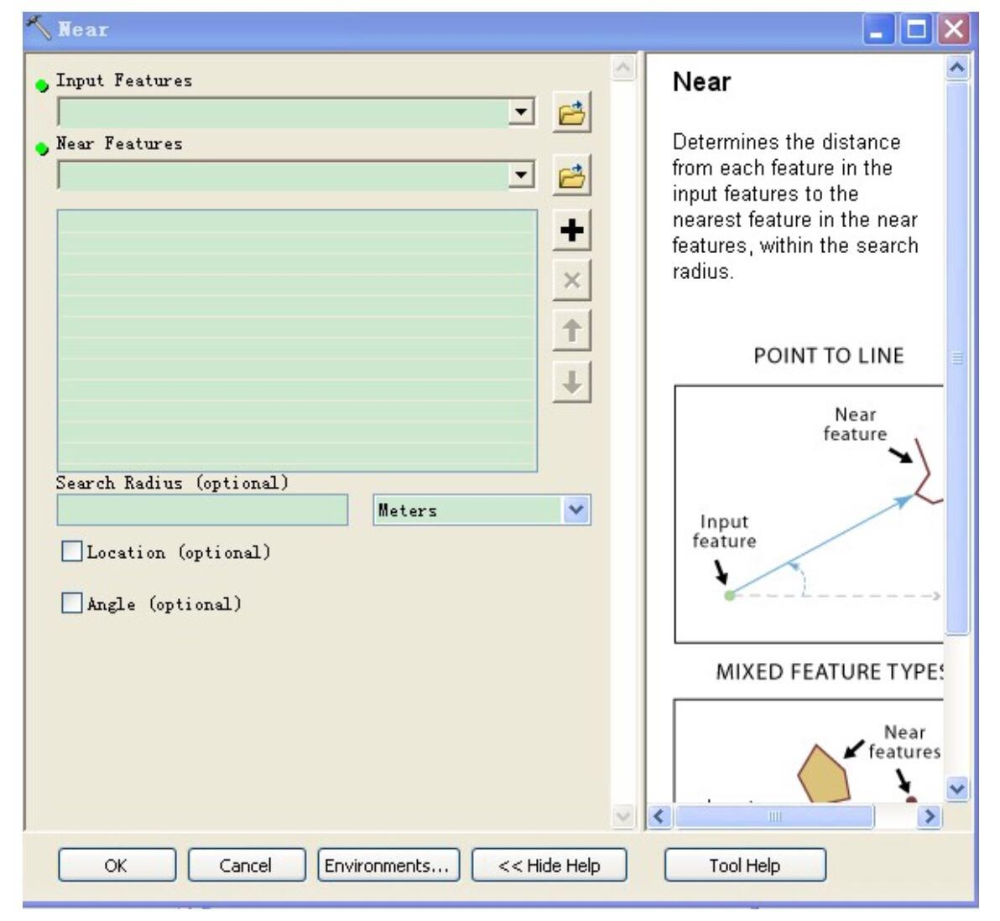 Near
Input Features
Near Features
Search Radius (optional)
Meters
Location (optional)
Angle (optional)
Near
Determines the distance
from each feature in the
input features to the
nearest feature in the near
features, within the search
radius.
POINT TO LINE
Near
feature
Input
feature
MIXED FEATURE TYPES
Near
features
OK
Cancel
Environments...
<< Hide Help
Tool Help